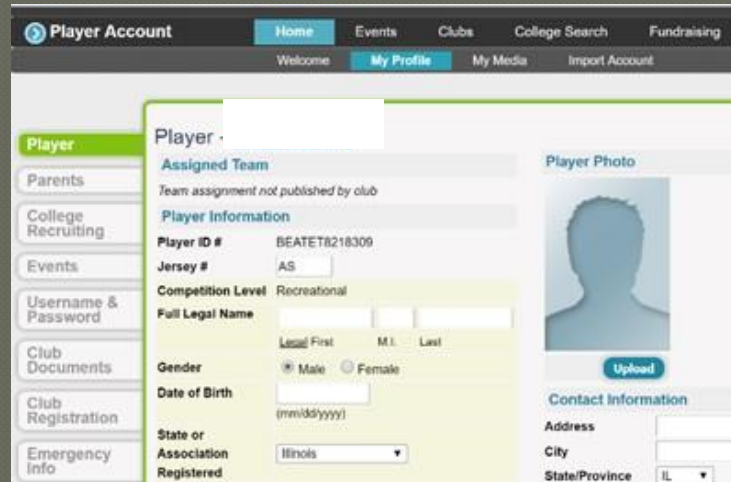 Player Account
Home Events Clubs College Search Fundraising
Welcome My Profile My Media Import Account
Player
Parents
College
Recruiting
Events
Username &
Password
Club
Documents
Club
Registration
Emergency
Info
Player -
Assigned Team
Team assignment not published by club
Player Information
Player ID # BEATET8218309
Jersey # AS
Competition Level Recreational
Full Legal Name
Legal First M.I. Last
Gender Male Female
Date of Birth
(mm/dd/yyyy)
State or
Association Illinois
Registered
Player Photo
Upload
Contact Information
Address
City
State/Province IL